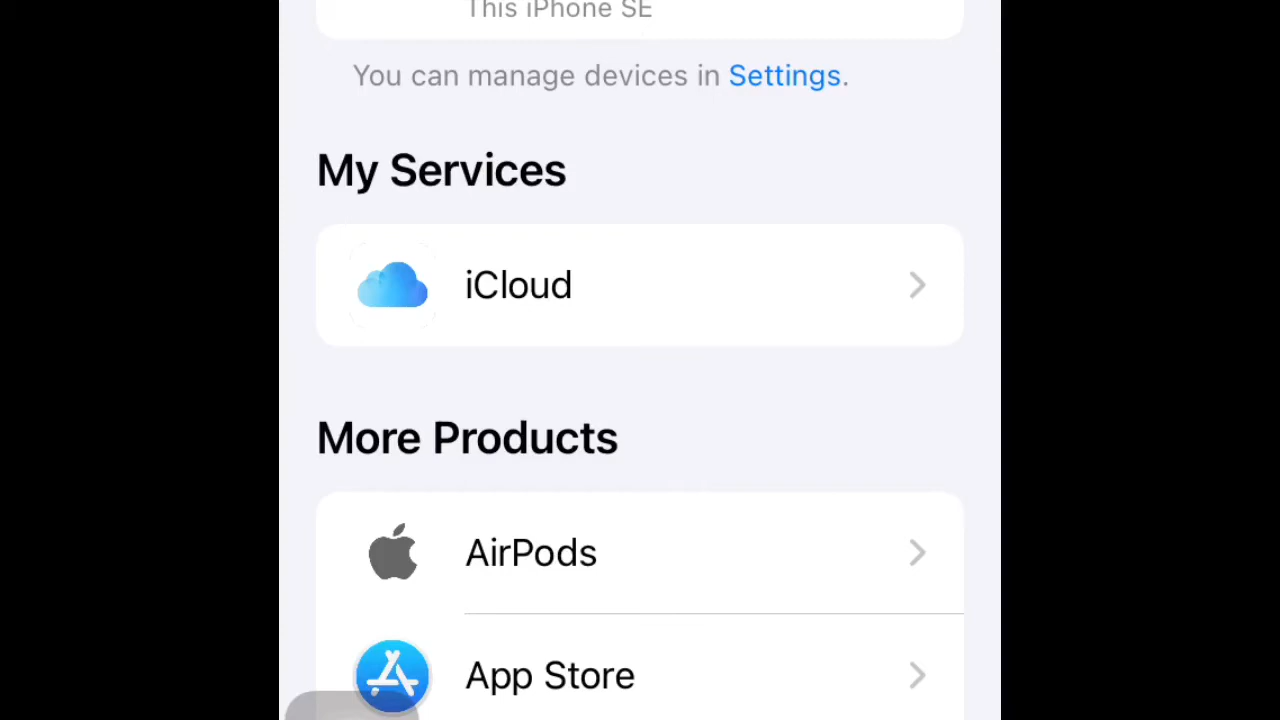 This iPhone SE
You can manage devices in Settings.
My Services
iCloud
More Products
AirPods
App Store